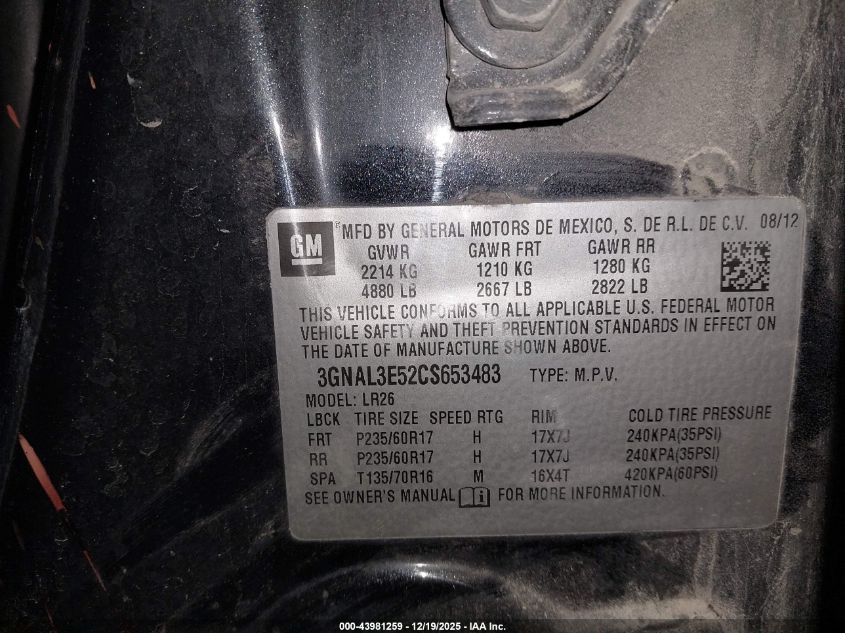 GM ® MFD BY GENERAL MOTORS DE MEXICO, S. DE R.L. DE C.V. 08/12
GVWR GAWR FRT GAWR RR
2214 KG 1210 KG 1280 KG
4880 LB 2667 LB 2822 LB
THIS VEHICLE CONFORMS TO ALL APPLICABLE U.S. FEDERAL MOTOR
VEHICLE SAFETY AND THEFT PREVENTION STANDARDS IN EFFECT ON
THE DATE OF MANUFACTURE SHOWN ABOVE.
3GNAL3E52CS653483 TYPE: M.P.V.
MODEL: LR26
LBCK TIRE SIZE SPEED RTG RIM COLD TIRE PRESSURE
FRT P235/60R17 H 17X7J 240KPA(35PSI)
RR P235/60R17 H 17X7J 240KPA(35PSI)
SPA T135/70R16 M 16X4T 420KPA(60PSI)
SEE OWNER'S MANUAL FOR MORE INFORMATION.
000-43981259 - 12/19/2025 - IAA Inc.